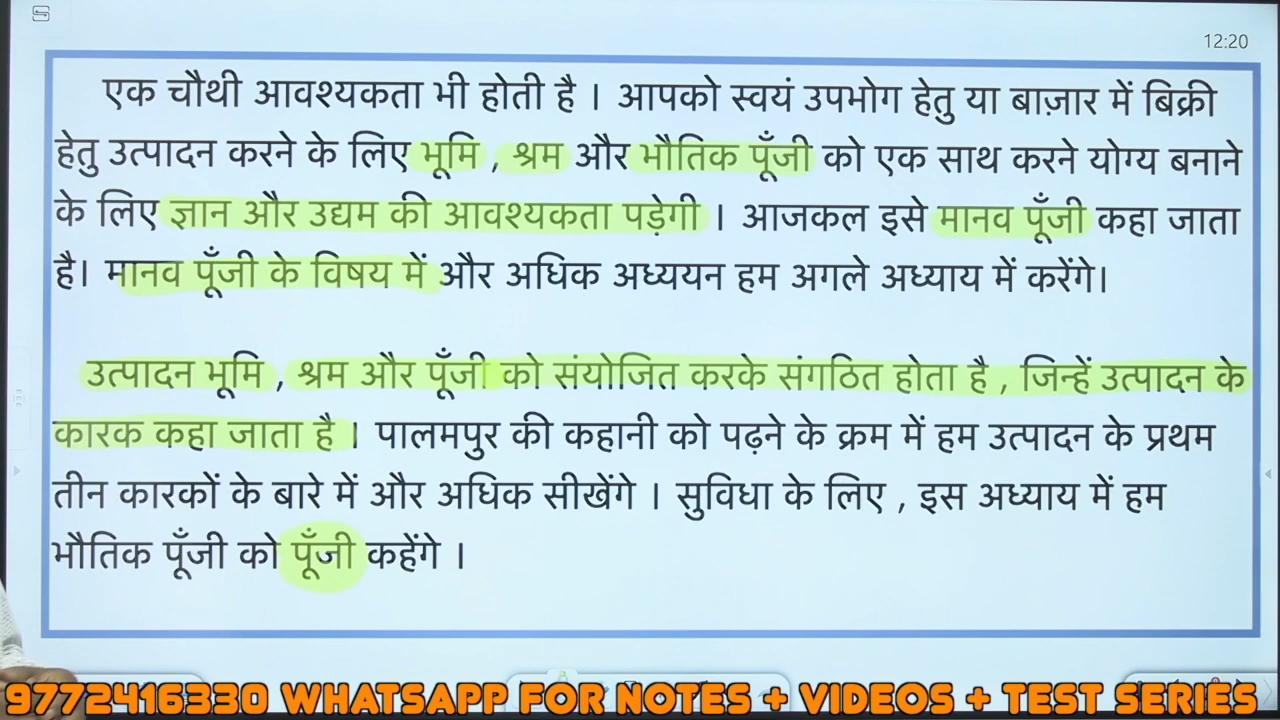 12:20
एक चौथी आवश्यकता भी होती है । आपको स्वयं उपभोग हेतु या बाज़ार में बिक्री
हेतु उत्पादन करने के लिए भूमि , श्रम और भौतिक पूँजी को एक साथ करने योग्य बनाने
के लिए ज्ञान और उद्यम की आवश्यकता पड़ेगी । आजकल इसे मानव पूँजी कहा जाता
है। मानव पूँजी के विषय में और अधिक अध्ययन हम अगले अध्याय में करेंगे।
उत्पादन भूमि , श्रम और पूँजी को संयोजित करके संगठित होता है , जिन्हें उत्पादन के
कारक कहा जाता है । पालमपुर की कहानी को पढ़ने के क्रम में हम उत्पादन के प्रथम
तीन कारकों के बारे में और अधिक सीखेंगे । सुविधा के लिए , इस अध्याय में हम
भौतिक पूँजी को पूँजी कहेंगे ।
9772416330 WHATSAPP FOR NOTES + VIDEOS + TEST SERIES